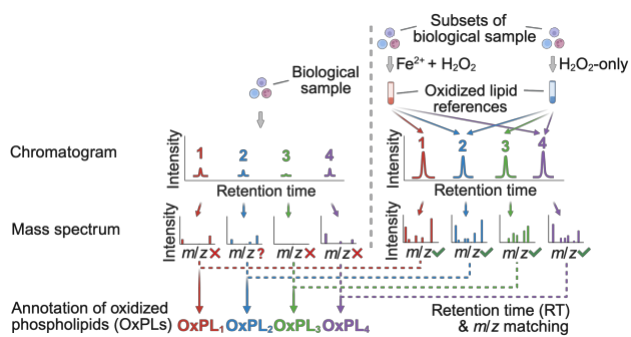 Subsets of
biological sample
Fe²⁺ + H₂O₂
H₂O₂-only
Biological
sample
Oxidized lipid
references
Chromatogram
Intensity
1 2 3 4
Retention time
Intensity
1 2 3 4
Retention time
Mass spectrum
Intensity
m/z ✕ m/z ? m/z ✕ m/z ✕
Intensity
m/z ✓ m/z ✓ m/z ✓ m/z ✓
Annotation of oxidized
phospholipids (OxPLs)
OxPL₁ OxPL₂ OxPL₃ OxPL₄
Retention time (RT)
& m/z matching